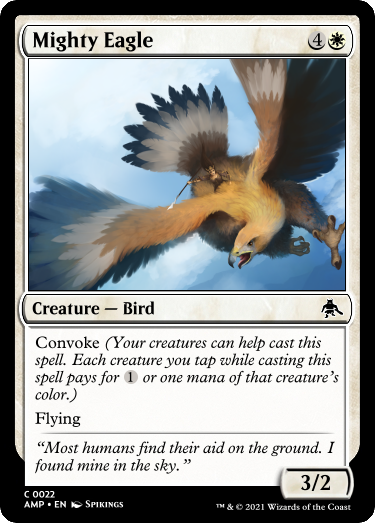 Mighty Eagle 4
Creature — Bird
Convoke (Your creatures can help cast this
spell. Each creature you tap while casting this
spell pays for 1 or one mana of that creature's
color.)
Flying
“Most humans find their aid on the ground. I
found mine in the sky.”
3/2
C 0022
AMP • EN Spikings
™ & © 2021 Wizards of the Coast